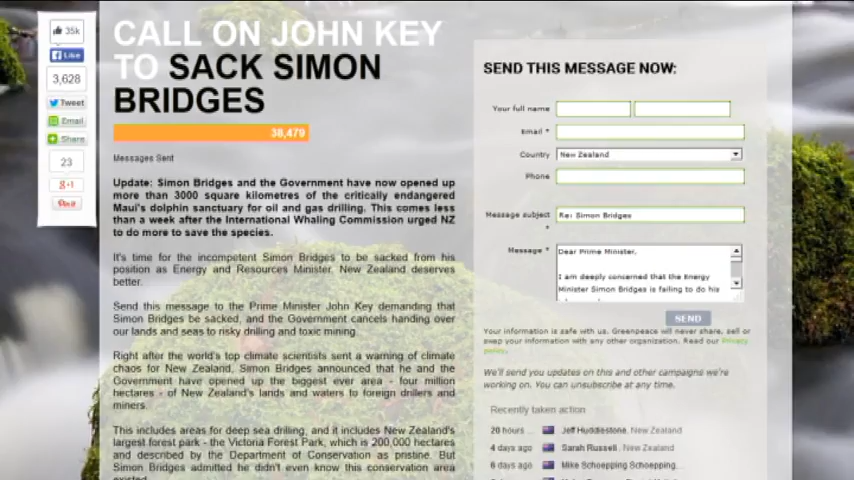 35k
Like
3,628
Tweet
Email
Share
23
+1
Pin it
CALL ON JOHN KEY
TO SACK SIMON
BRIDGES
38,479
Messages Sent
Update: Simon Bridges and the Government have now opened up
more than 3000 square kilometres of the critically endangered
Maui's dolphin sanctuary for oil and gas drilling. This comes less
than a week after the International Whaling Commission urged NZ
to do more to save the species.
It's time for the incompetent Simon Bridges to be sacked from his
position as Energy and Resources Minister. New Zealand deserves
better.
Send this message to the Prime Minister John Key demanding that
Simon Bridges be sacked, and the Government cancels handing over
our lands and seas to risky drilling and toxic mining.
Right after the world's top climate scientists sent a warning of climate
chaos for New Zealand, Simon Bridges announced that he and the
Government have opened up the biggest ever area - four million
hectares - of New Zealand's lands and waters to foreign drillers and
miners.
This includes areas for deep sea drilling, and it includes New Zealand's
largest forest park - the Victoria Forest Park, which is 200,000 hectares
and described by the Department of Conservation as pristine. But
Simon Bridges admitted he didn't even know this conservation area
existed.
SEND THIS MESSAGE NOW:
Your full name
Email *
Country
New Zealand
Phone
Message subject
*
Re: Simon Bridges
Message *
Dear Prime Minister,
I am deeply concerned that the Energy
Minister Simon Bridges is failing to do his
SEND
Your information is safe with us. Greenpeace will never share, sell or
swap your information with any other organization. Read our Privacy
policy.
We'll send you updates on this and other campaigns we're
working on. You can unsubscribe at any time.
Recently taken action
20 hours ... Jeff Huddlestone, New Zealand
4 days ago Sarah Russell, New Zealand
6 days ago Mike Schoepping Schoepping...